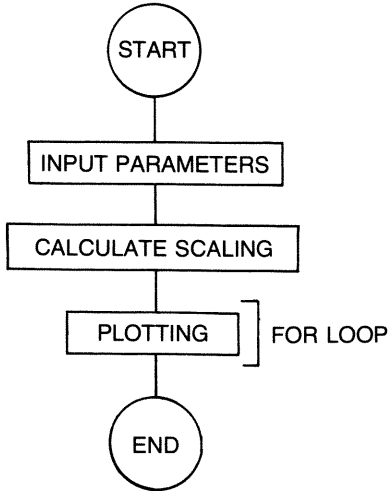 START
INPUT PARAMETERS
CALCULATE SCALING
PLOTTING
FOR LOOP
END